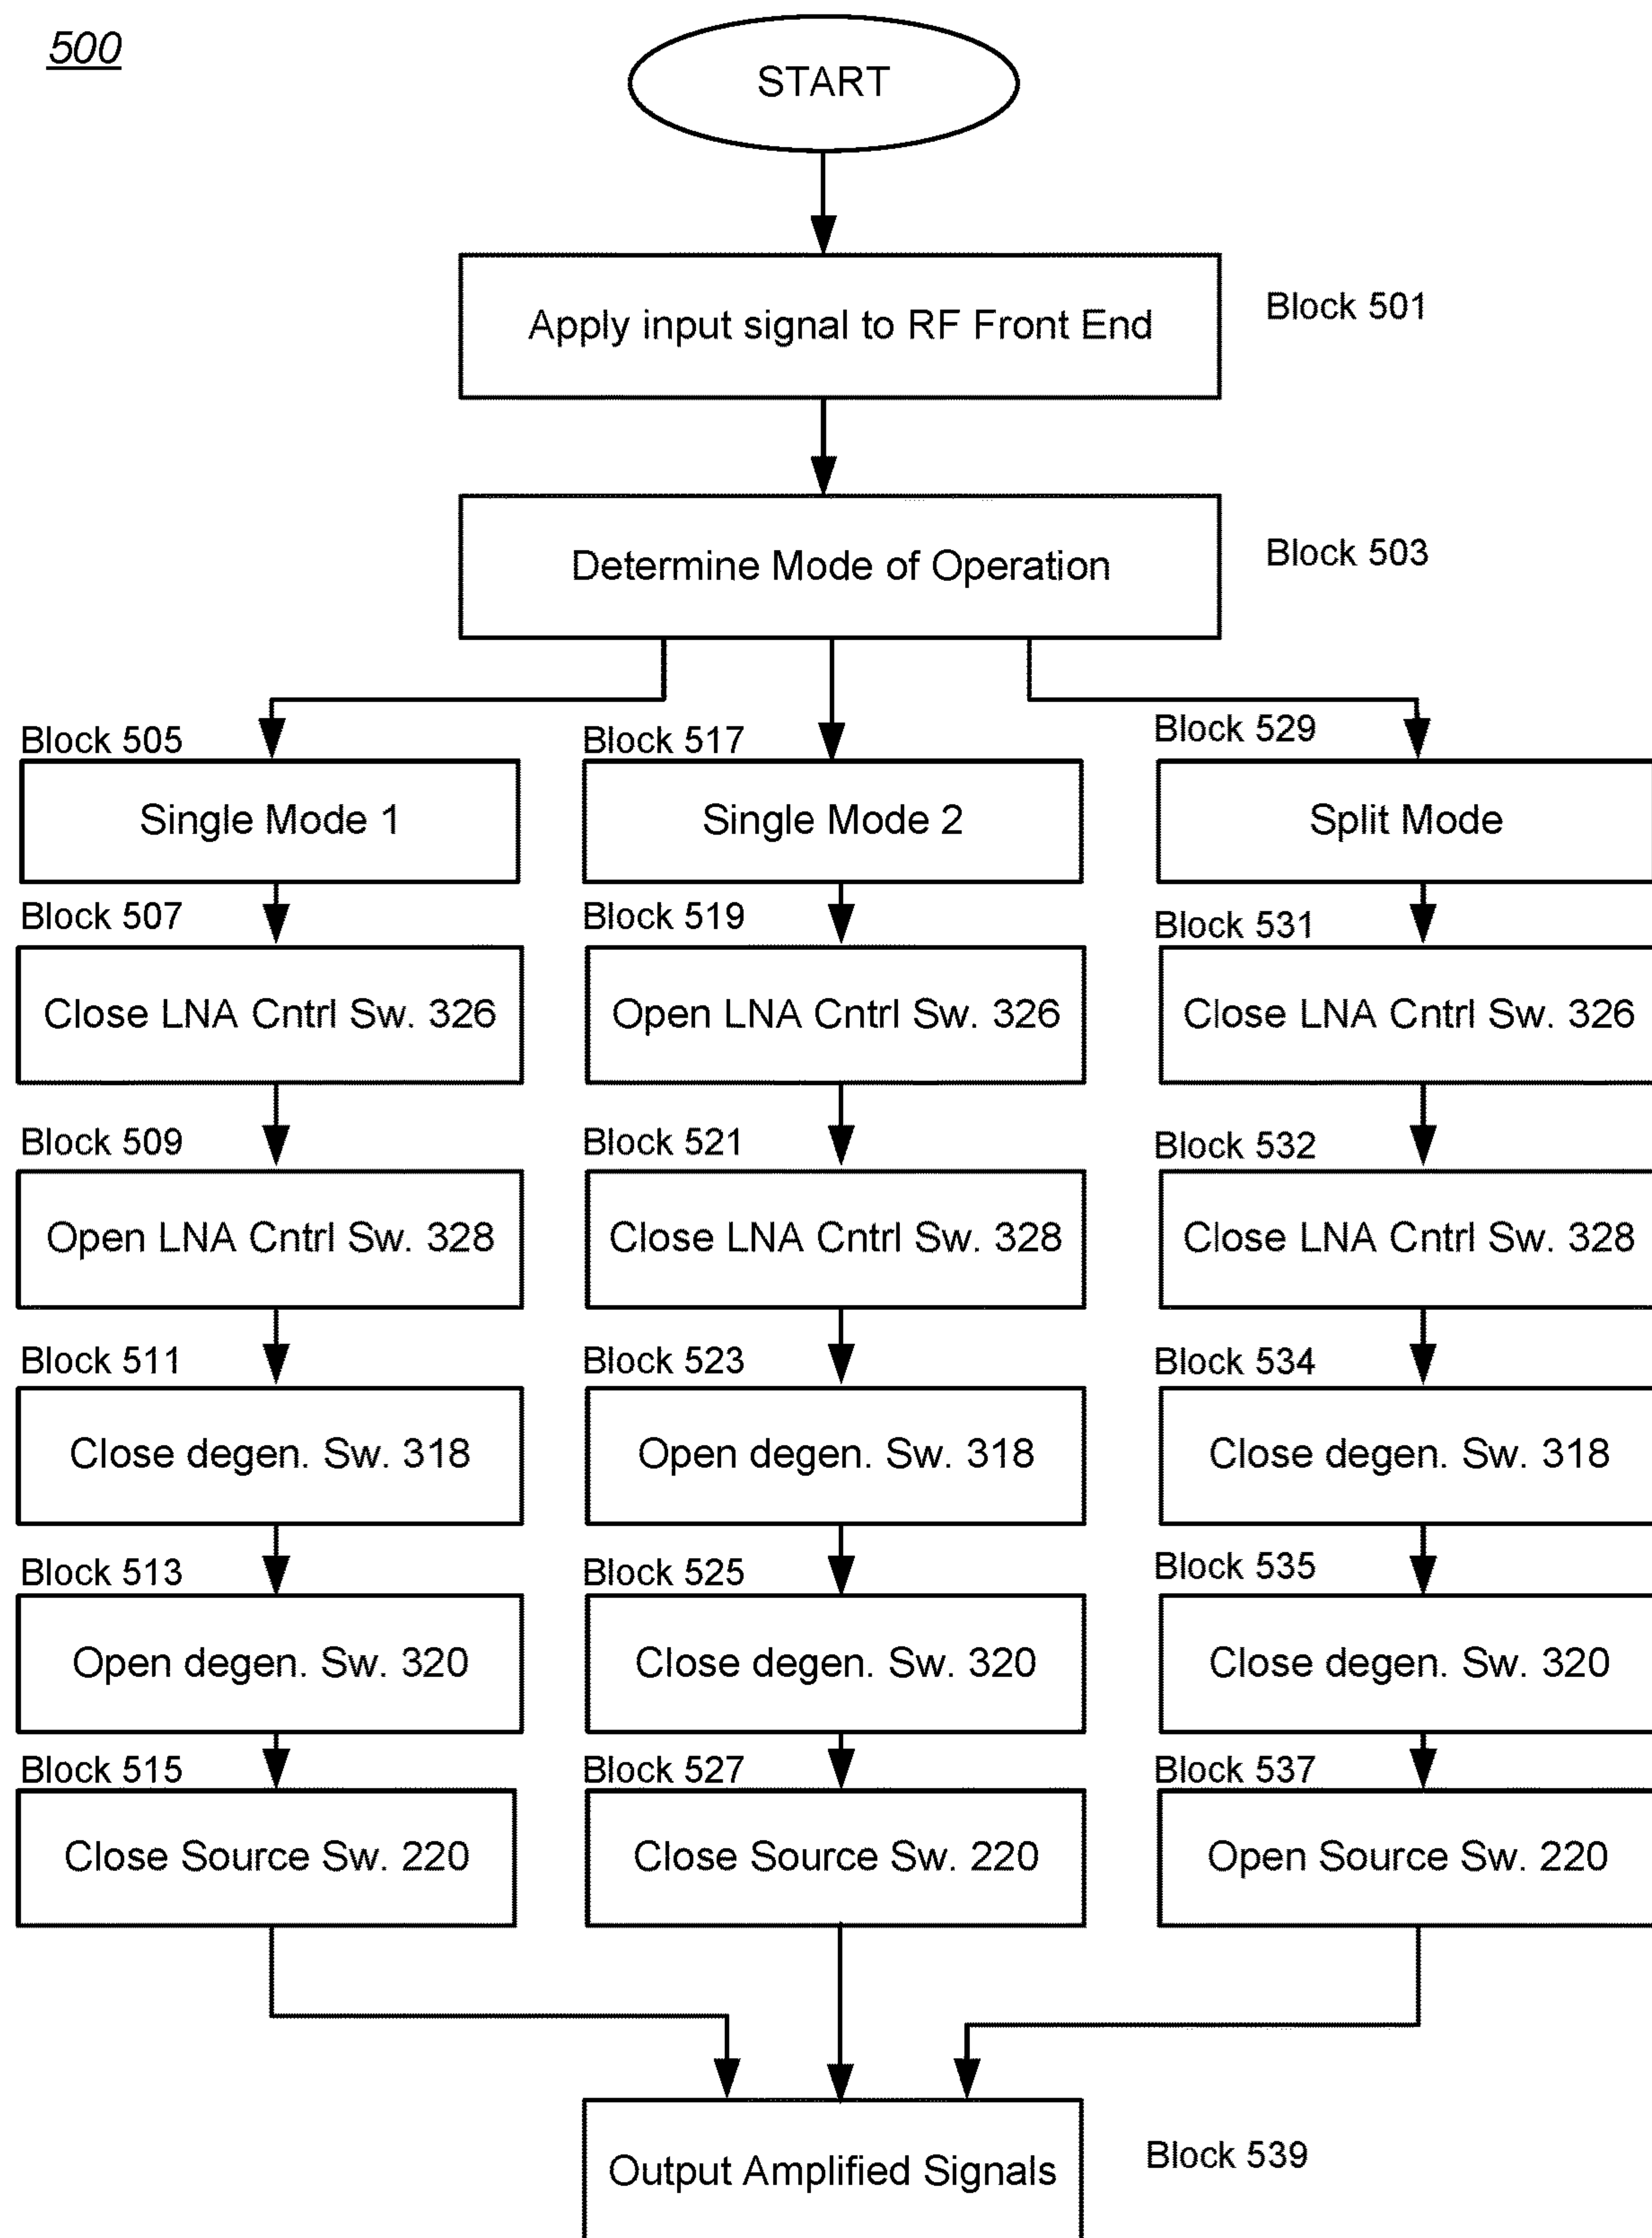 500
START
Apply input signal to RF Front End
Block 501
Determine Mode of Operation
Block 503
Block 505
Single Mode 1
Block 507
Close LNA Cntrl Sw. 326
Block 509
Open LNA Cntrl Sw. 328
Block 511
Close degen. Sw. 318
Block 513
Open degen. Sw. 320
Block 515
Close Source Sw. 220
Block 517
Single Mode 2
Block 519
Open LNA Cntrl Sw. 326
Block 521
Close LNA Cntrl Sw. 328
Block 523
Open degen. Sw. 318
Block 525
Close degen. Sw. 320
Block 527
Close Source Sw. 220
Block 529
Split Mode
Block 531
Close LNA Cntrl Sw. 326
Block 532
Close LNA Cntrl Sw. 328
Block 534
Close degen. Sw. 318
Block 535
Close degen. Sw. 320
Block 537
Open Source Sw. 220
Output Amplified Signals
Block 539